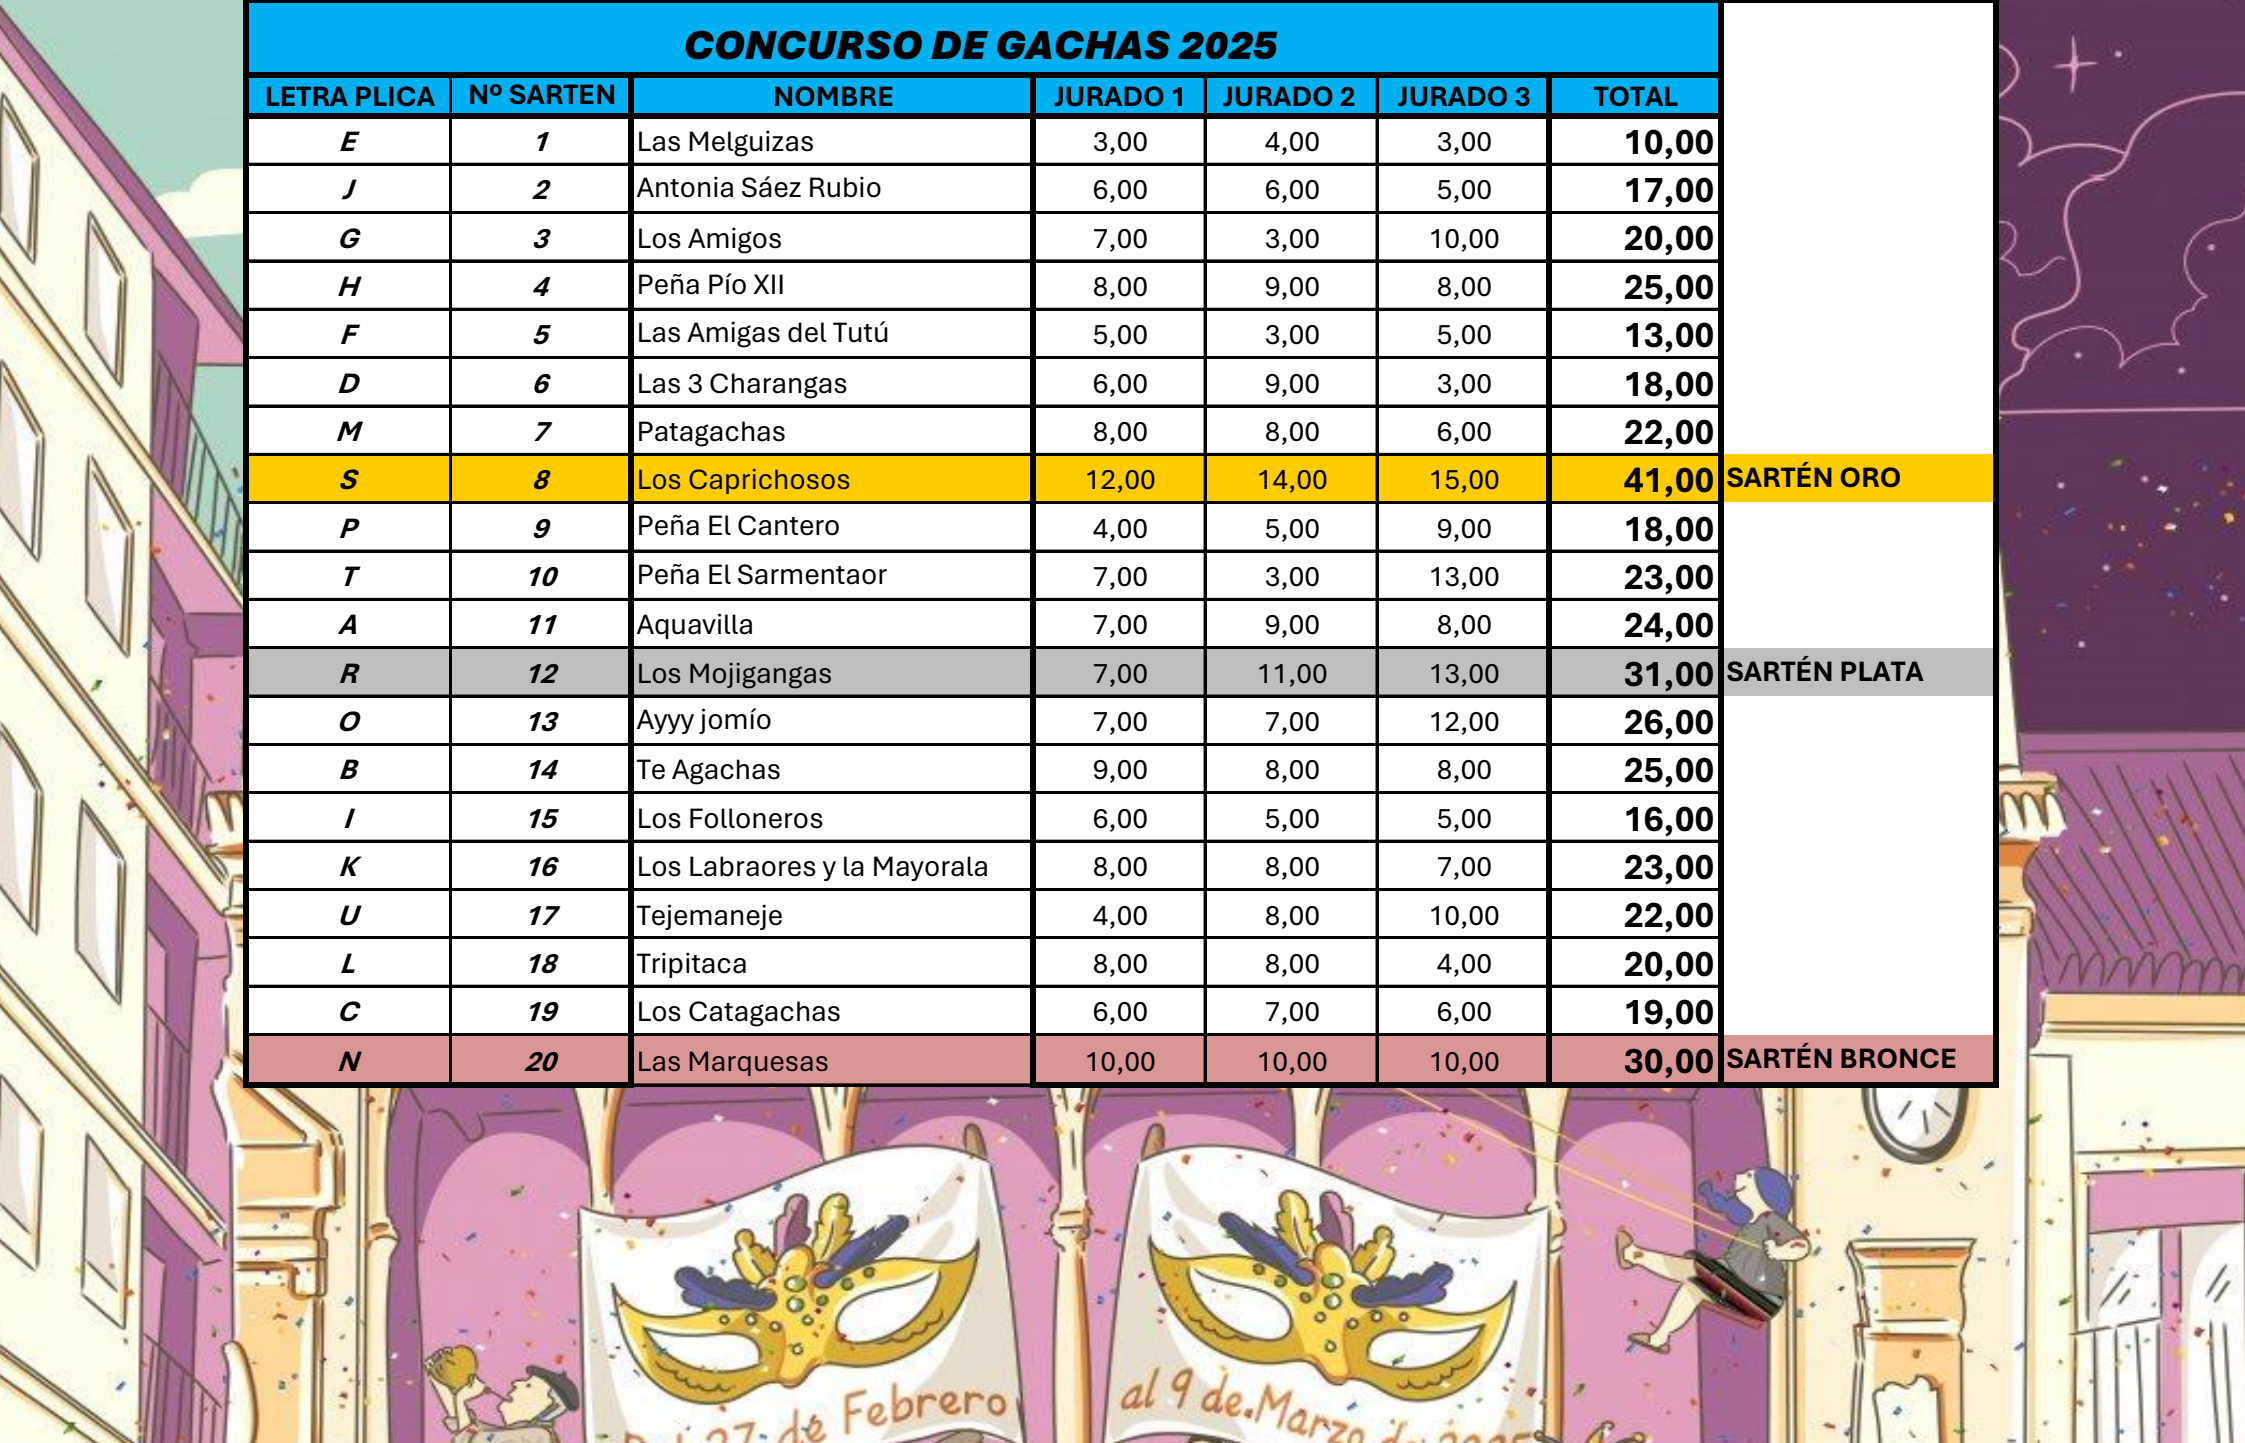 CONCURSO DE GACHAS 2025
LETRA PLICA Nº SARTEN NOMBRE JURADO 1 JURADO 2 JURADO 3 TOTAL
E 1 Las Melguizas 3,00 4,00 3,00 10,00
J 2 Antonia Sáez Rubio 6,00 6,00 5,00 17,00
G 3 Los Amigos 7,00 3,00 10,00 20,00
H 4 Peña Pío XII 8,00 9,00 8,00 25,00
F 5 Las Amigas del Tutú 5,00 3,00 5,00 13,00
D 6 Las 3 Charangas 6,00 9,00 3,00 18,00
M 7 Patagachas 8,00 8,00 6,00 22,00
S 8 Los Caprichosos 12,00 14,00 15,00 41,00 SARTÉN ORO
P 9 Peña El Cantero 4,00 5,00 9,00 18,00
T 10 Peña El Sarmentaor 7,00 3,00 13,00 23,00
A 11 Aquavilla 7,00 9,00 8,00 24,00
R 12 Los Mojigangas 7,00 11,00 13,00 31,00 SARTÉN PLATA
O 13 Ayyy jomío 7,00 7,00 12,00 26,00
B 14 Te Agachas 9,00 8,00 8,00 25,00
I 15 Los Folloneros 6,00 5,00 5,00 16,00
K 16 Los Labraores y la Mayorala 8,00 8,00 7,00 23,00
U 17 Tejemaneje 4,00 8,00 10,00 22,00
L 18 Tripitaca 8,00 8,00 4,00 20,00
C 19 Los Catagachas 6,00 7,00 6,00 19,00
N 20 Las Marquesas 10,00 10,00 10,00 30,00 SARTÉN BRONCE
Del 27 de Febrero al 9 de Marzo de 2025